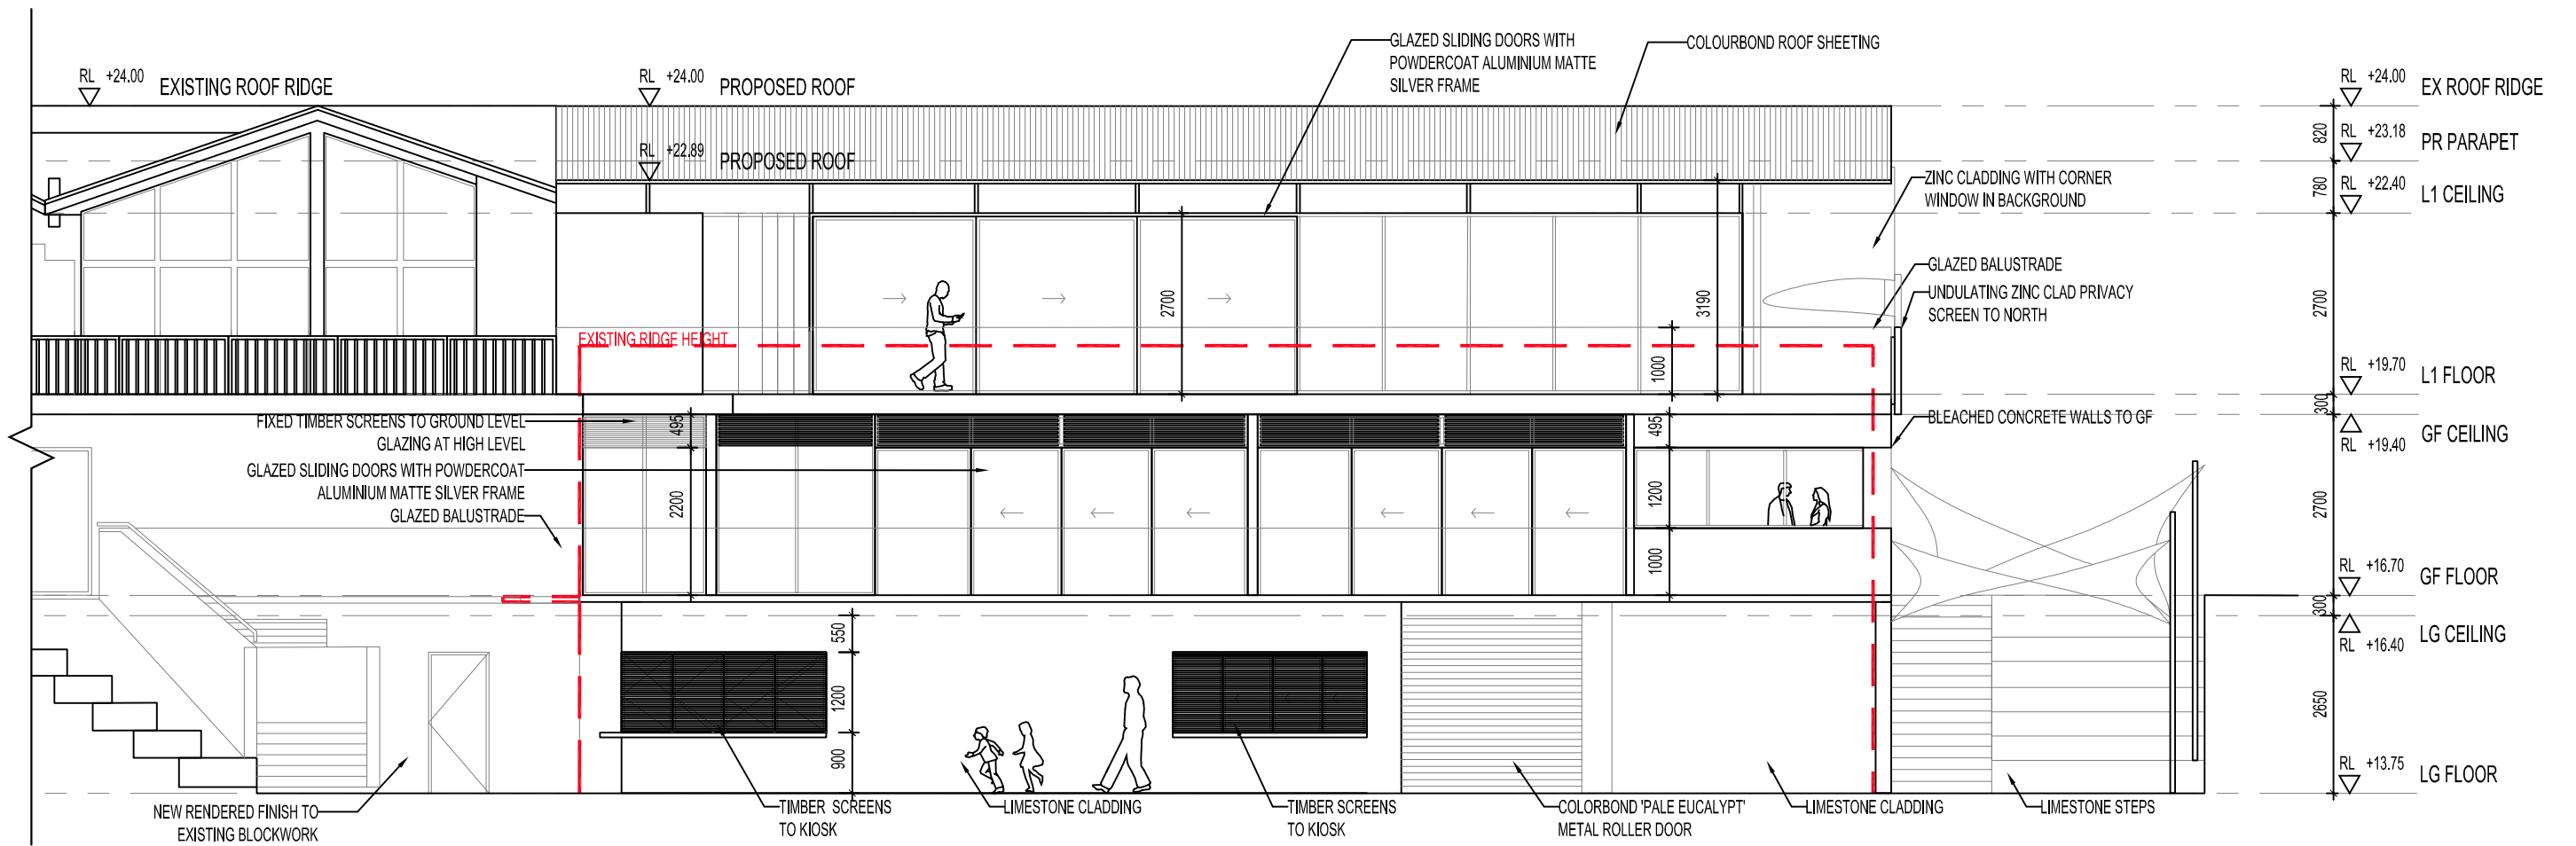 RL +24.00 EXISTING ROOF RIDGE
RL +24.00 PROPOSED ROOF
RL +22.89 PROPOSED ROOF
GLAZED SLIDING DOORS WITH
POWDERCOAT ALUMINIUM MATTE
SILVER FRAME
COLOURBOND ROOF SHEETING
ZINC CLADDING WITH CORNER
WINDOW IN BACKGROUND
GLAZED BALUSTRADE
UNDULATING ZINC CLAD PRIVACY
SCREEN TO NORTH
BLEACHED CONCRETE WALLS TO GF
EXISTING RIDGE HEIGHT
2700
3190
1000
FIXED TIMBER SCREENS TO GROUND LEVEL
GLAZING AT HIGH LEVEL
GLAZED SLIDING DOORS WITH POWDERCOAT
ALUMINIUM MATTE SILVER FRAME
GLAZED BALUSTRADE
495
2200
495
1200
1000
550
1200
900
NEW RENDERED FINISH TO
EXISTING BLOCKWORK
TIMBER SCREENS
TO KIOSK
LIMESTONE CLADDING
TIMBER SCREENS
TO KIOSK
COLORBOND 'PALE EUCALYPT'
METAL ROLLER DOOR
LIMESTONE CLADDING
LIMESTONE STEPS
RL +24.00 EX ROOF RIDGE
820
RL +23.18 PR PARAPET
780
RL +22.40 L1 CEILING
2700
RL +19.70 L1 FLOOR
300
GF CEILING
RL +19.40
2700
RL +16.70 GF FLOOR
300
LG CEILING
RL +16.40
2650
RL +13.75 LG FLOOR